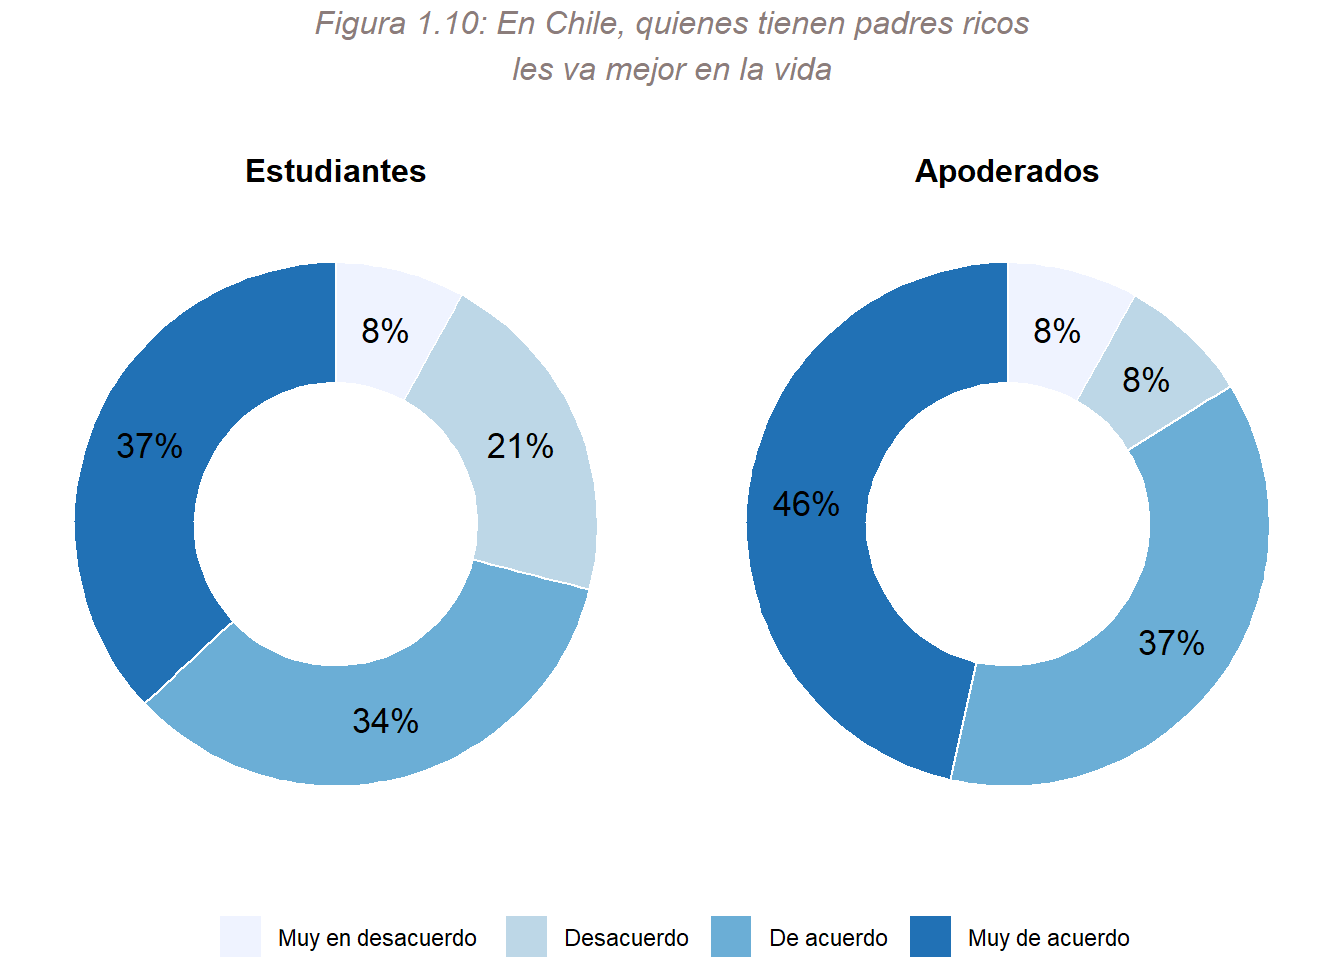 Figura 1.10: En Chile, quienes tienen padres ricos
les va mejor en la vida
Estudiantes
8%
21%
34%
37%
Apoderados
8%
8%
37%
46%
Muy en desacuerdo
Desacuerdo
De acuerdo
Muy de acuerdo